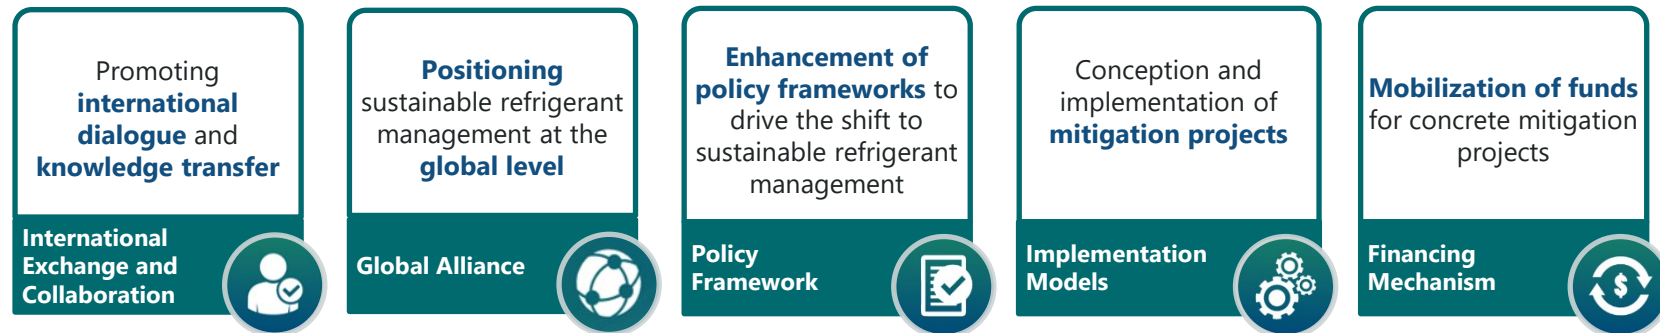 Promoting
international
dialogue and
knowledge transfer
International
Exchange and
Collaboration
Positioning
sustainable refrigerant
management at the
global level
Global Alliance
Enhancement of
policy frameworks to
drive the shift to
sustainable refrigerant
management
Policy
Framework
Conception and
implementation of
mitigation projects
Implementation
Models
Mobilization of funds
for concrete mitigation
projects
Financing
Mechanism
$